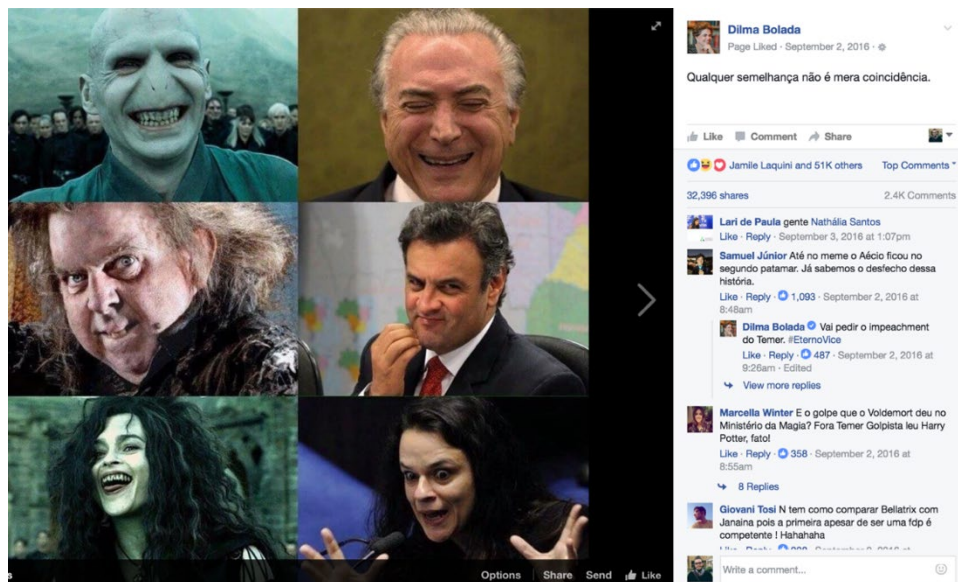 Dilma Bolada
Page Liked · September 2, 2016 ·
Qualquer semelhança não é mera coincidência.
Like Comment Share
Jamile Laquini and 51K others Top Comments
32,396 shares 2.4K Comments
Lari de Paula gente Nathália Santos
Like · Reply · September 3, 2016 at 1:07pm
Samuel Júnior Até no meme o Aécio ficou no
segundo patamar. Já sabemos o desfecho dessa
história.
Like · Reply · 1,093 · September 2, 2016 at
8:48am
Dilma Bolada Vai pedir o impeachment
do Temer. #EternoVice
Like · Reply · 487 · September 2, 2016 at
9:26am · Edited
View more replies
Marcella Winter E o golpe que o Voldemort deu no
Ministério da Magia? Fora Temer Golpista leu Harry
Potter, fato!
Like · Reply · 358 · September 2, 2016 at
8:55am
8 Replies
Giovani Tosi N tem como comparar Bellatrix com
Janaina pois a primeira apesar de ser uma fdp é
competente ! Hahahaha
Write a comment...
Options Share Send Like